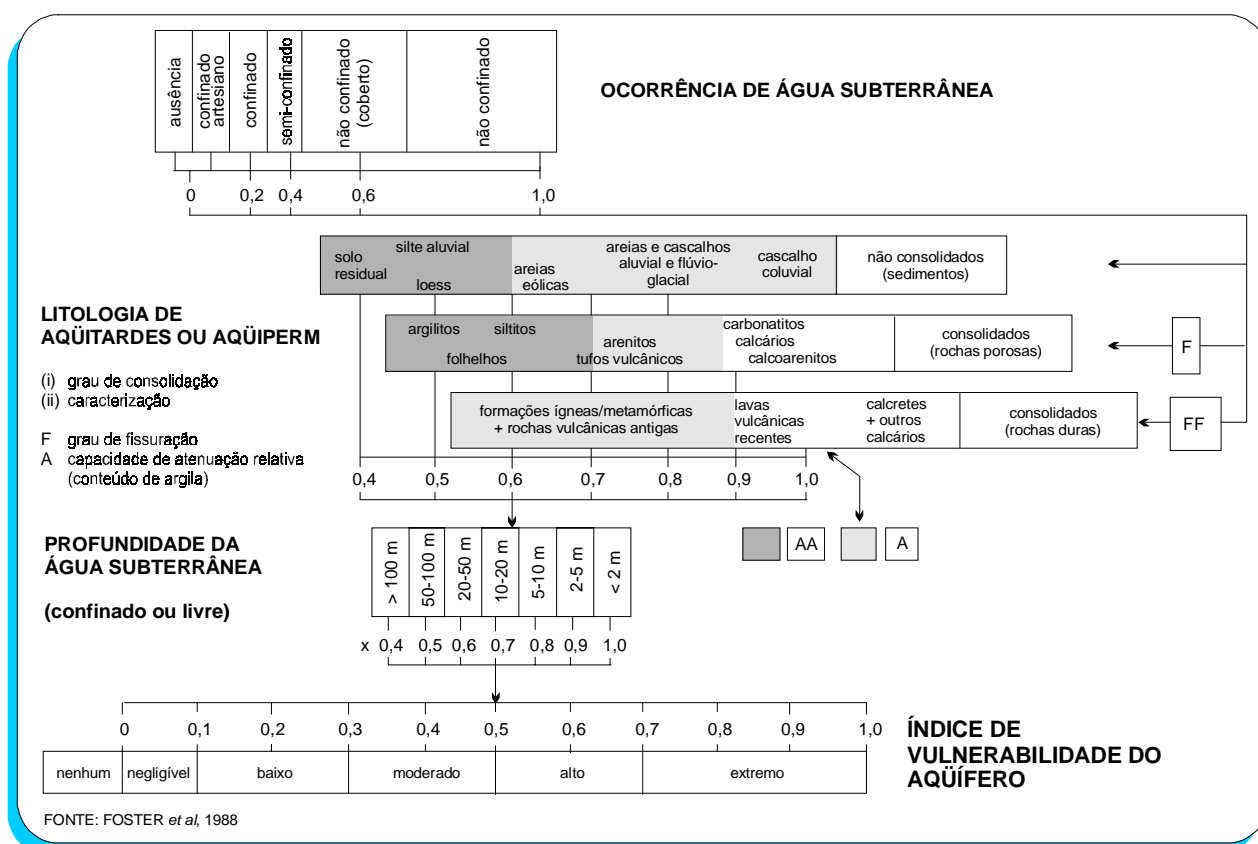 ausência
confinado
artesiano
confinado
semi-confinado
não confinado
(coberto)
não confinado
OCORRÊNCIA DE ÁGUA SUBTERRÂNEA
0 0,2 0,4 0,6 1,0
solo
residual
silte aluvial
loess
areias
eólicas
areias e cascalhos
aluvial e flúvio-
glacial
cascalho
coluvial
não consolidados
(sedimentos)
LITOLOGIA DE
AQÜITARDES OU AQÜIPERM
(i) grau de consolidação
(ii) caracterização
F grau de fissuração
A capacidade de atenuação relativa
(conteúdo de argila)
argilitos
siltitos
folhelhos
arenitos
tufos vulcânicos
carbonatitos
calcários
calcoarenitos
consolidados
(rochas porosas)
F
formações ígneas/metamórficas
+ rochas vulcânicas antigas
lavas
vulcânicas
recentes
calcretes
+ outros
calcários
consolidados
(rochas duras)
FF
0,4 0,5 0,6 0,7 0,8 0,9 1,0
AA A
PROFUNDIDADE DA
ÁGUA SUBTERRÂNEA
(confinado ou livre)
> 100 m
50-100 m
20-50 m
10-20 m
5-10 m
2-5 m
< 2 m
x 0,4 0,5 0,6 0,7 0,8 0,9 1,0
0 0,1 0,2 0,3 0,4 0,5 0,6 0,7 0,8 0,9 1,0
nenhum negligível baixo moderado alto extremo
ÍNDICE DE
VULNERABILIDADE DO
AQÜÍFERO
FONTE: FOSTER et al, 1988